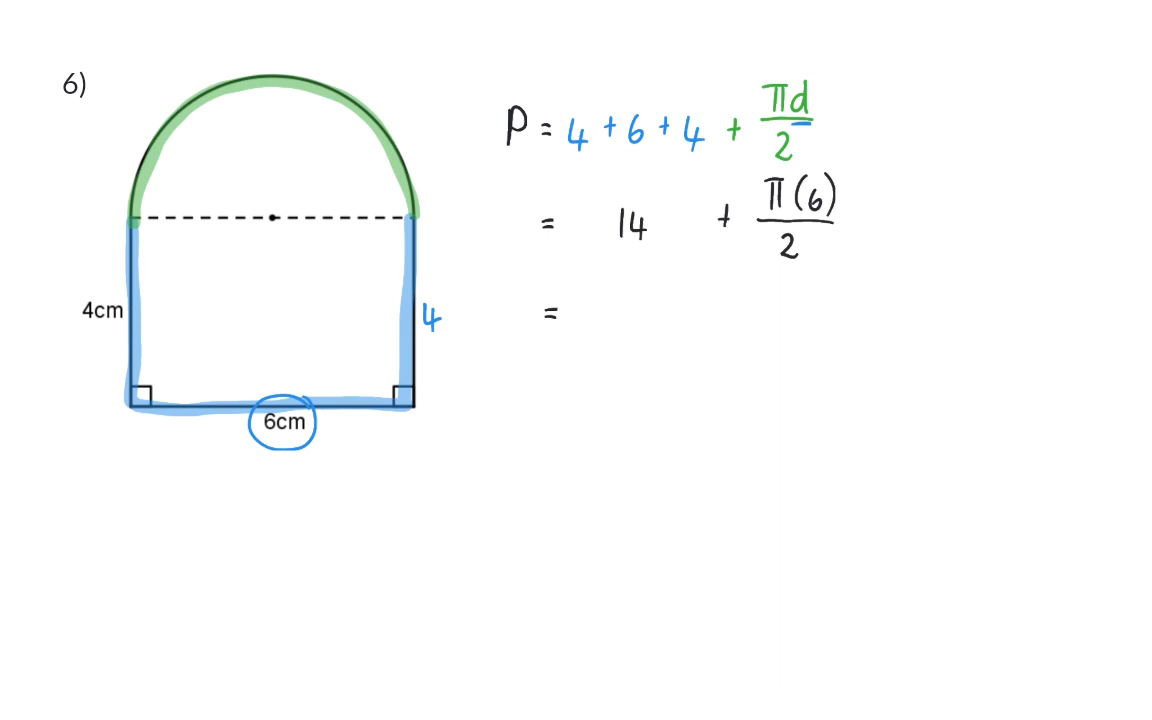 6)
P = 4 + 6 + 4 + πd/2
= 14 + π(6)/2
4cm
4
=
6cm